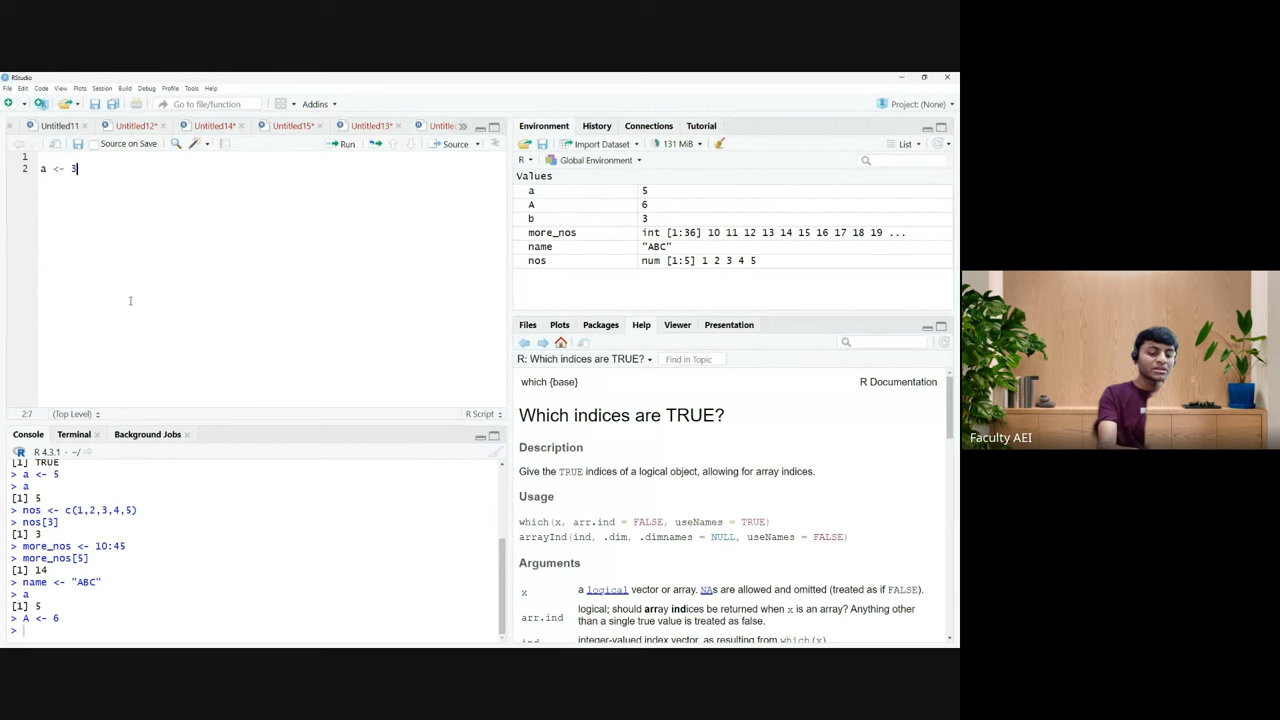 RStudio
File Edit Code View Plots Session Build Debug Profile Tools Help
Go to file/function Addins Project: (None)
Untitled11 Untitled12* Untitled14* Untitled15* Untitled13* Untitle
Source on Save Run Source
1
2 a <- 3
2:7 (Top Level) R Script
Console Terminal Background Jobs
R 4.3.1 · ~/
[1] TRUE
> a <- 5
> a
[1] 5
> nos <- c(1,2,3,4,5)
> nos[3]
[1] 3
> more_nos <- 10:45
> more_nos[5]
[1] 14
> name <- "ABC"
> a
[1] 5
> A <- 6
>
Environment History Connections Tutorial
Import Dataset 131 MiB List
R Global Environment
Values
a 5
A 6
b 3
more_nos int [1:36] 10 11 12 13 14 15 16 17 18 19 ...
name "ABC"
nos num [1:5] 1 2 3 4 5
Files Plots Packages Help Viewer Presentation
R: Which indices are TRUE? Find in Topic
which {base} R Documentation
Which indices are TRUE?
Description
Give the TRUE indices of a logical object, allowing for array indices.
Usage
which(x, arr.ind = FALSE, useNames = TRUE)
arrayInd(ind, .dim, .dimnames = NULL, useNames = FALSE)
Arguments
x a logical vector or array. NAs are allowed and omitted (treated as if FALSE).
arr.ind logical; should array indices be returned when x is an array? Anything other
than a single true value is treated as false.
ind integer-valued index vector, as resulting from which(x).
Faculty AEI